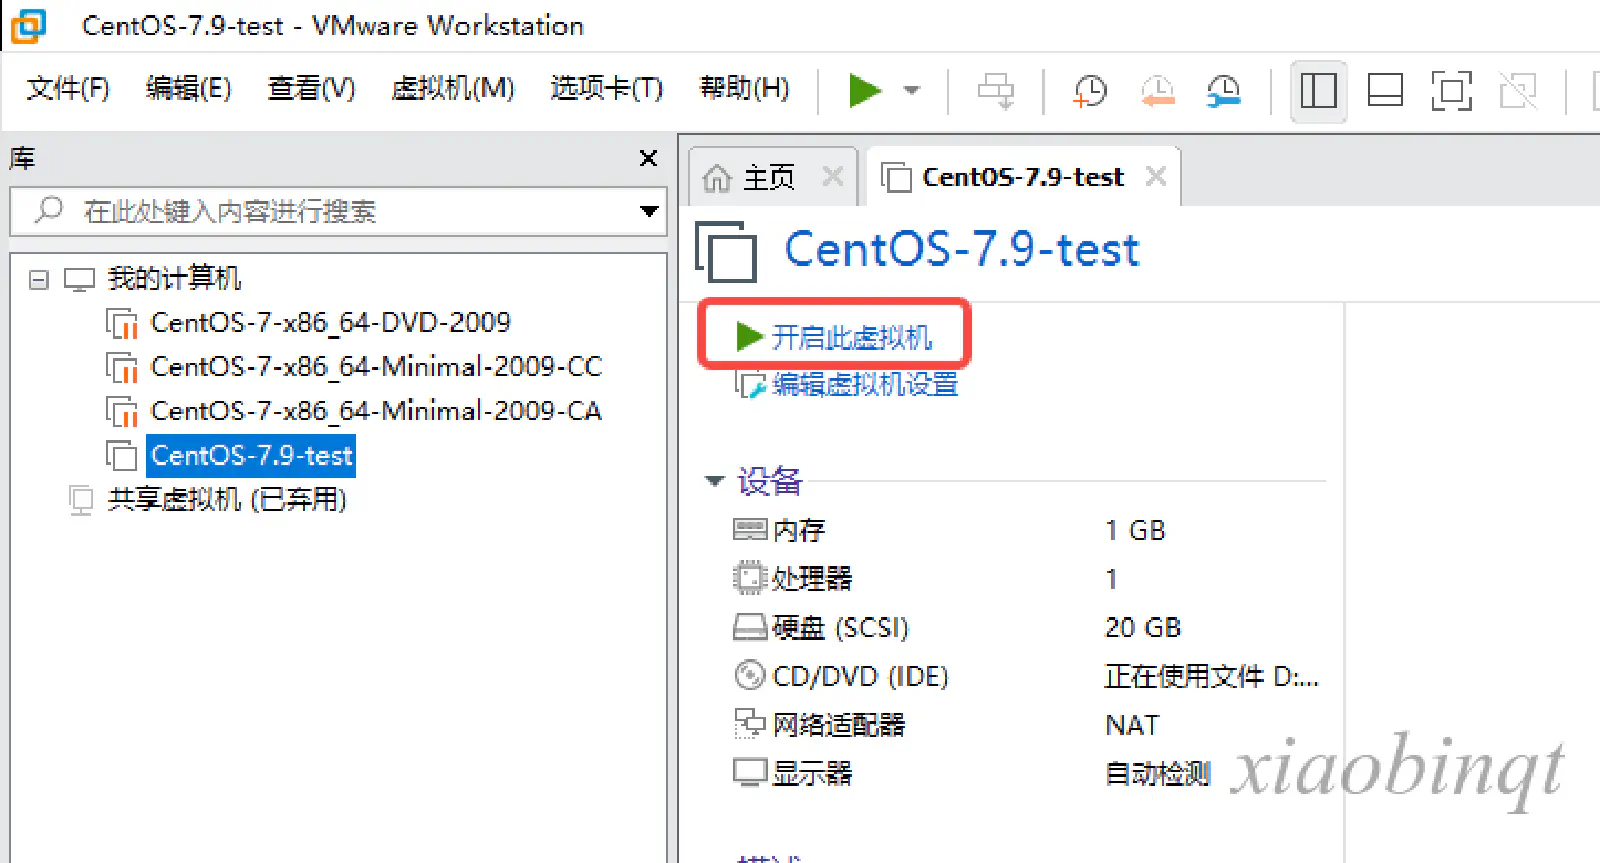 CentOS-7.9-test - VMware Workstation
文件(F) 编辑(E) 查看(V) 虚拟机(M) 选项卡(T) 帮助(H)
库
在此处键入内容进行搜索
我的计算机
CentOS-7-x86_64-DVD-2009
CentOS-7-x86_64-Minimal-2009-CC
CentOS-7-x86_64-Minimal-2009-CA
CentOS-7.9-test
共享虚拟机 (已弃用)
主页 CentOS-7.9-test
CentOS-7.9-test
开启此虚拟机
编辑虚拟机设置
设备
内存 1 GB
处理器 1
硬盘 (SCSI) 20 GB
CD/DVD (IDE) 正在使用文件 D:...
网络适配器 NAT
显示器 自动检测
xiaobinqt